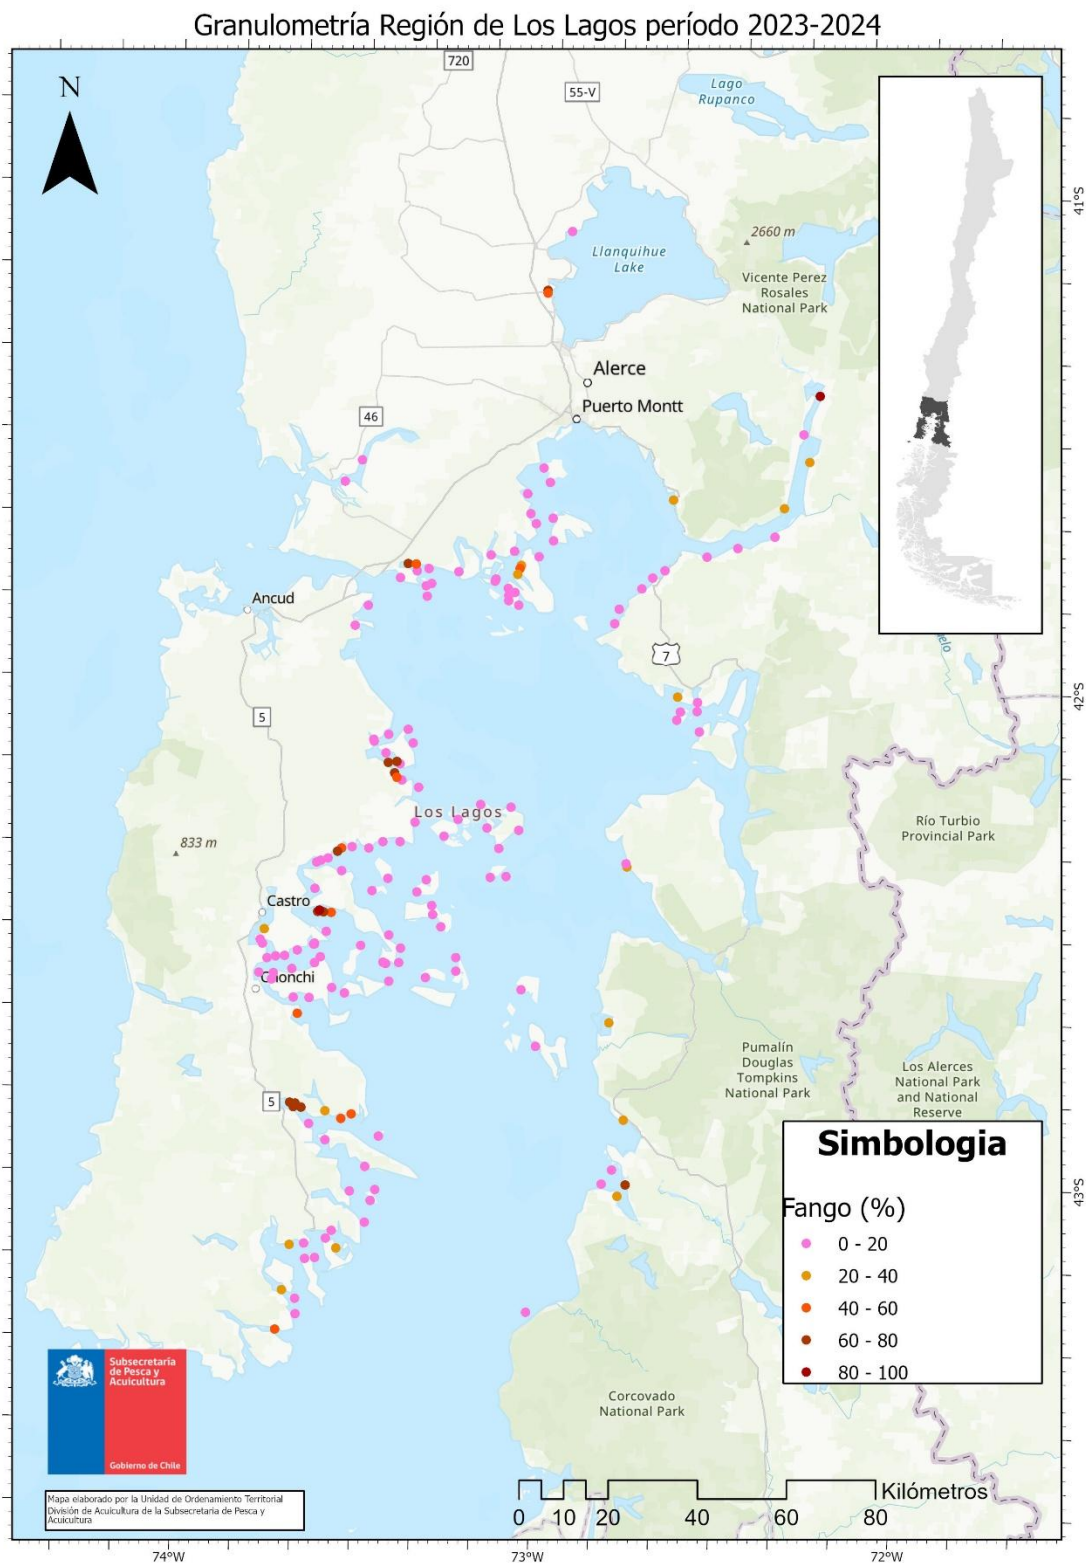 Granulometría Región de Los Lagos período 2023-2024
N
720
55-V
Lago
Rupanco
41°S
2660 m
Llanquihue
Lake
Vicente Perez
Rosales
National Park
Alerce
Puerto Montt
46
Ancud
7
elo
42°S
5
Los Lagos
Río Turbio
Provincial Park
833 m
Castro
Chonchi
Pumalín
Douglas
Tompkins
National Park
Los Alerces
National Park
and National
Reserve
5
Simbologia
43°S
Fango (%)
0 - 20
20 - 40
40 - 60
60 - 80
80 - 100
Subsecretaría
de Pesca y
Acuicultura
Gobierno de Chile
Corcovado
National Park
Mapa elaborado por la Unidad de Ordenamiento Territorial
División de Acuicultura de la Subsecretaria de Pesca y
Acuicultura
Kilómetros
0 10 20 40 60 80
74°W 73°W 72°W